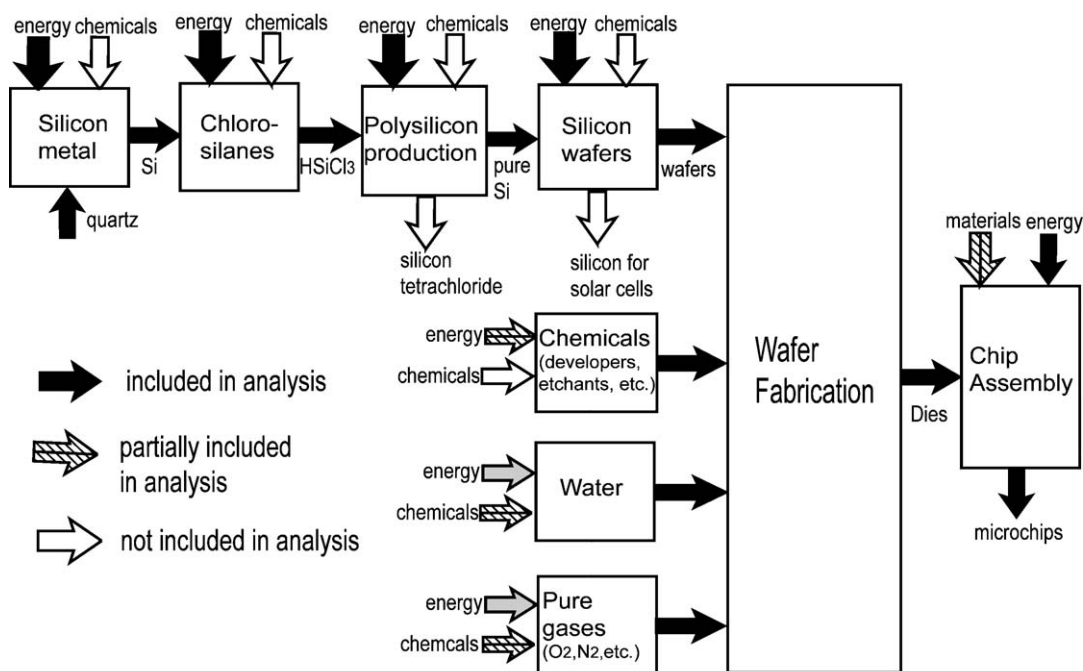 energy chemicals
energy chemicals
energy chemicals
energy chemicals
Silicon
metal
Si
Chloro-
silanes
HSiCl3
Polysilicon
production
pure
Si
Silicon
wafers
wafers
quartz
silicon
tetrachloride
silicon for
solar cells
energy
chemicals
Chemicals
(developers,
etchants, etc.)
energy
chemicals
Water
energy
chemcals
Pure
gases
(O2,N2,etc.)
Wafer
Fabrication
Dies
materials energy
Chip
Assembly
microchips
included in analysis
partially included
in analysis
not included in analysis